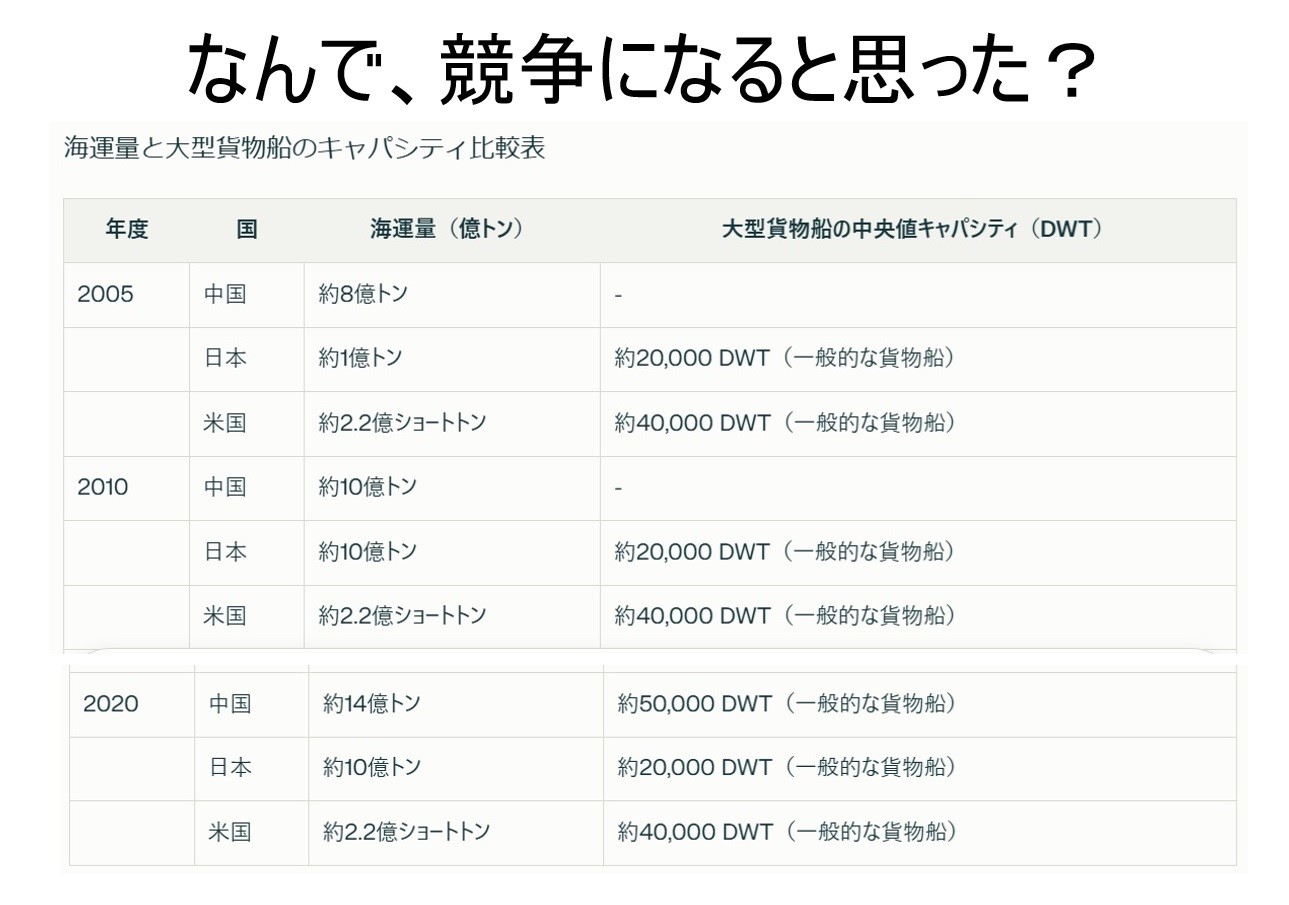 なんで、競争になると思った？
海運量と大型貨物船のキャパシティ比較表
年度 国 海運量（億トン） 大型貨物船の中央値キャパシティ（DWT）
2005 中国 約8億トン -
日本 約1億トン 約20,000 DWT（一般的な貨物船）
米国 約2.2億ショートトン 約40,000 DWT（一般的な貨物船）
2010 中国 約10億トン -
日本 約10億トン 約20,000 DWT（一般的な貨物船）
米国 約2.2億ショートトン 約40,000 DWT（一般的な貨物船）
2020 中国 約14億トン 約50,000 DWT（一般的な貨物船）
日本 約10億トン 約20,000 DWT（一般的な貨物船）
米国 約2.2億ショートトン 約40,000 DWT（一般的な貨物船）